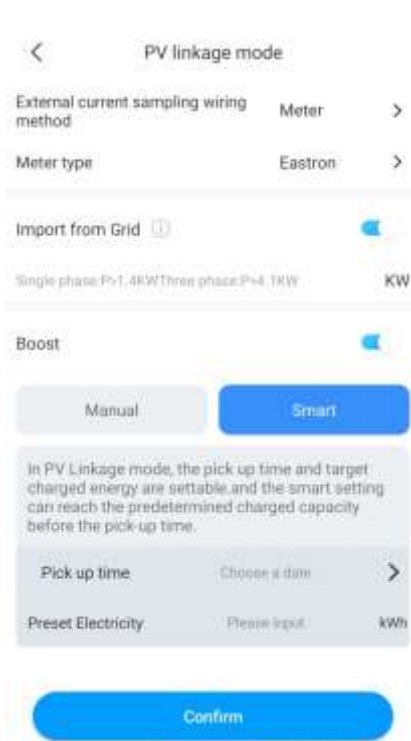 PV linkage mode
External current sampling wiring
method
Meter
Meter type
Eastron
Import from Grid
Single phase:P>1.4KWThree phase:P>4.1KW
KW
Boost
Manual
Smart
In PV Linkage mode, the pick up time and target
charged energy are settable.and the smart setting
can reach the predetermined charged capacity
before the pick-up time.
Pick up time
Choose a date
Preset Electricity
Please input
kWh
Confirm